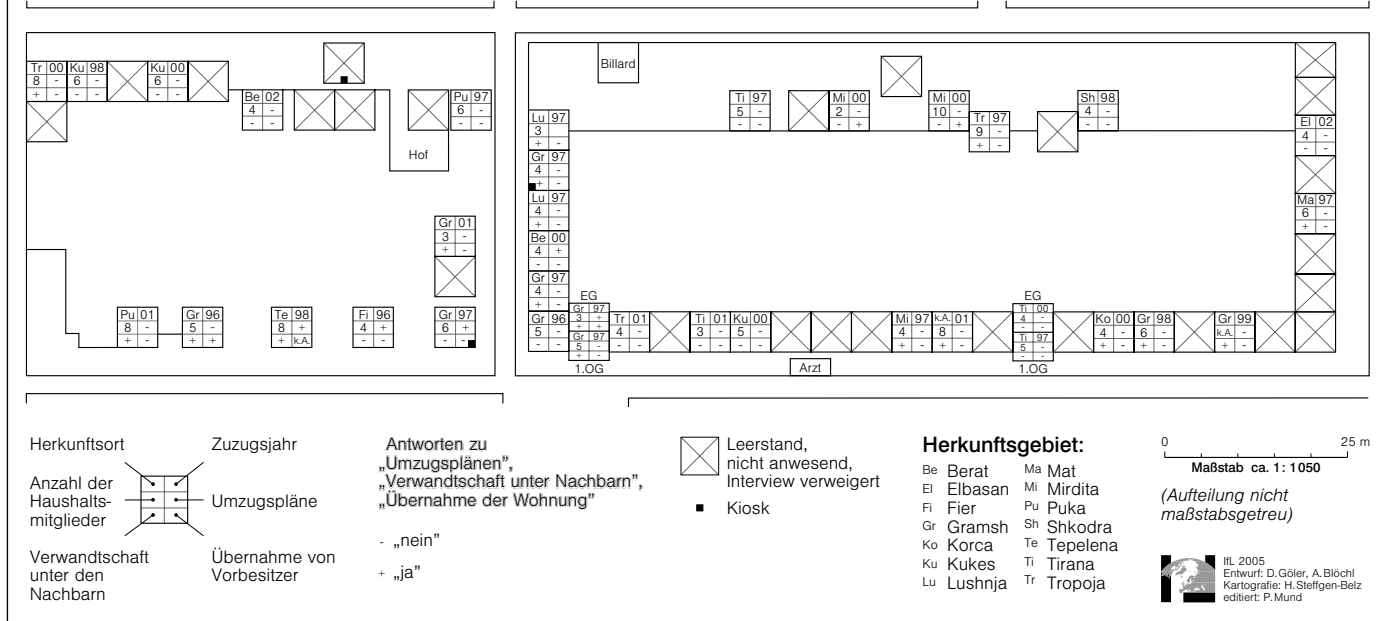 Tr 00 Ku 98 Ku 00
8 - 6 - 6 -
+ - - - - -
Be 02
4 -
- -
Pu 97
6 -
- -
Hof
Gr 01
3 -
+ -
Pu 01
8 -
+ -
Gr 96
5 -
+ +
Te 98
8 +
+ k.A.
Fi 96
4 +
- -
Gr 97
6 +
- -
Billard
Ti 97
5 -
- -
Mi 00
2 -
- +
Mi 00
10 -
- +
Tr 97
9 -
+ -
Sh 98
4 -
- -
El 02
4 -
- -
Ma 97
6 -
+ -
Lu 97
3
+ -
Gr 97
4 -
+ -
Lu 97
4 -
+ -
Be 00
4 +
- -
Gr 97
4 -
+ -
Gr 96
5 -
- -
EG
Gr 97
3 +
+ +
Gr 97
5 -
+ -
1.OG
Tr 01
4 -
- -
Ti 01 Ku 00
3 - 5 -
- - - -
Mi 97 k.A. 01
4 - 8 -
+ - + -
EG
Ti 00
4 -
- -
Ti 97
5 -
- -
1.OG
Ko 00 Gr 98
4 - 6 -
+ - + -
Gr 99
k.A. -
+ -
Arzt
Herkunftsort
Zuzugsjahr
Anzahl der
Haushalts-
mitglieder
Umzugspläne
Verwandtschaft
unter den
Nachbarn
Übernahme von
Vorbesitzer
Antworten zu
„Umzugsplänen”,
„Verwandtschaft unter Nachbarn”,
„Übernahme der Wohnung”
- „nein”
+ „ja”
Leerstand,
nicht anwesend,
Interview verweigert
Kiosk
Herkunftsgebiet:
Be Berat
El Elbasan
Fi Fier
Gr Gramsh
Ko Korca
Ku Kukes
Lu Lushnja
Ma Mat
Mi Mirdita
Pu Puka
Sh Shkodra
Te Tepelena
Ti Tirana
Tr Tropoja
0 25 m
Maßstab ca. 1: 1050
(Aufteilung nicht
maßstabsgetreu)
IfL 2005
Entwurf: D. Göler, A. Blöchl
Kartografie: H. Steffgen-Belz
editiert: P. Mund